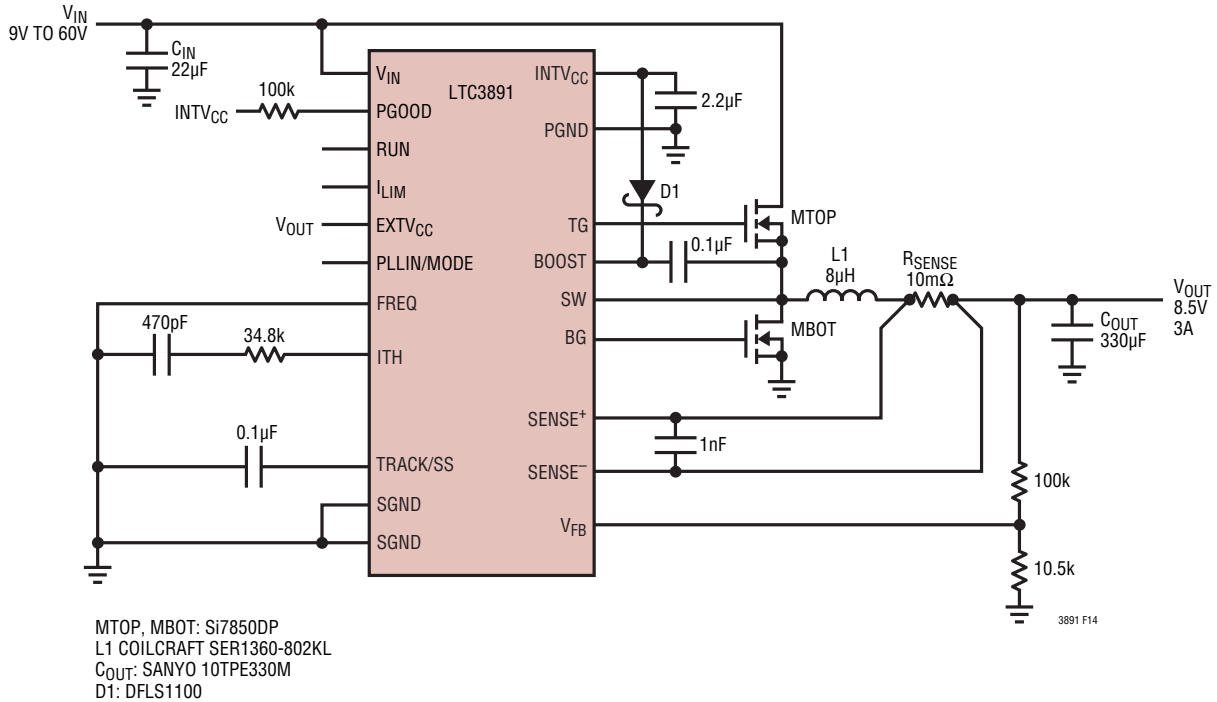 VIN
9V TO 60V
CIN
22µF
100k
INTVCC
VIN
PGOOD
RUN
ILIM
VOUT
EXTVCC
PLLIN/MODE
FREQ
470pF
34.8k
ITH
0.1µF
TRACK/SS
SGND
SGND
LTC3891
INTVCC
2.2µF
PGND
D1
TG
MTOP
BOOST
0.1µF
SW
L1
8µH
RSENSE
10mΩ
VOUT
8.5V
3A
COUT
330µF
BG
MBOT
SENSE+
1nF
SENSE–
100k
VFB
10.5k
3891 F14
MTOP, MBOT: Si7850DP
L1 COILCRAFT SER1360-802KL
COUT: SANYO 10TPE330M
D1: DFLS1100